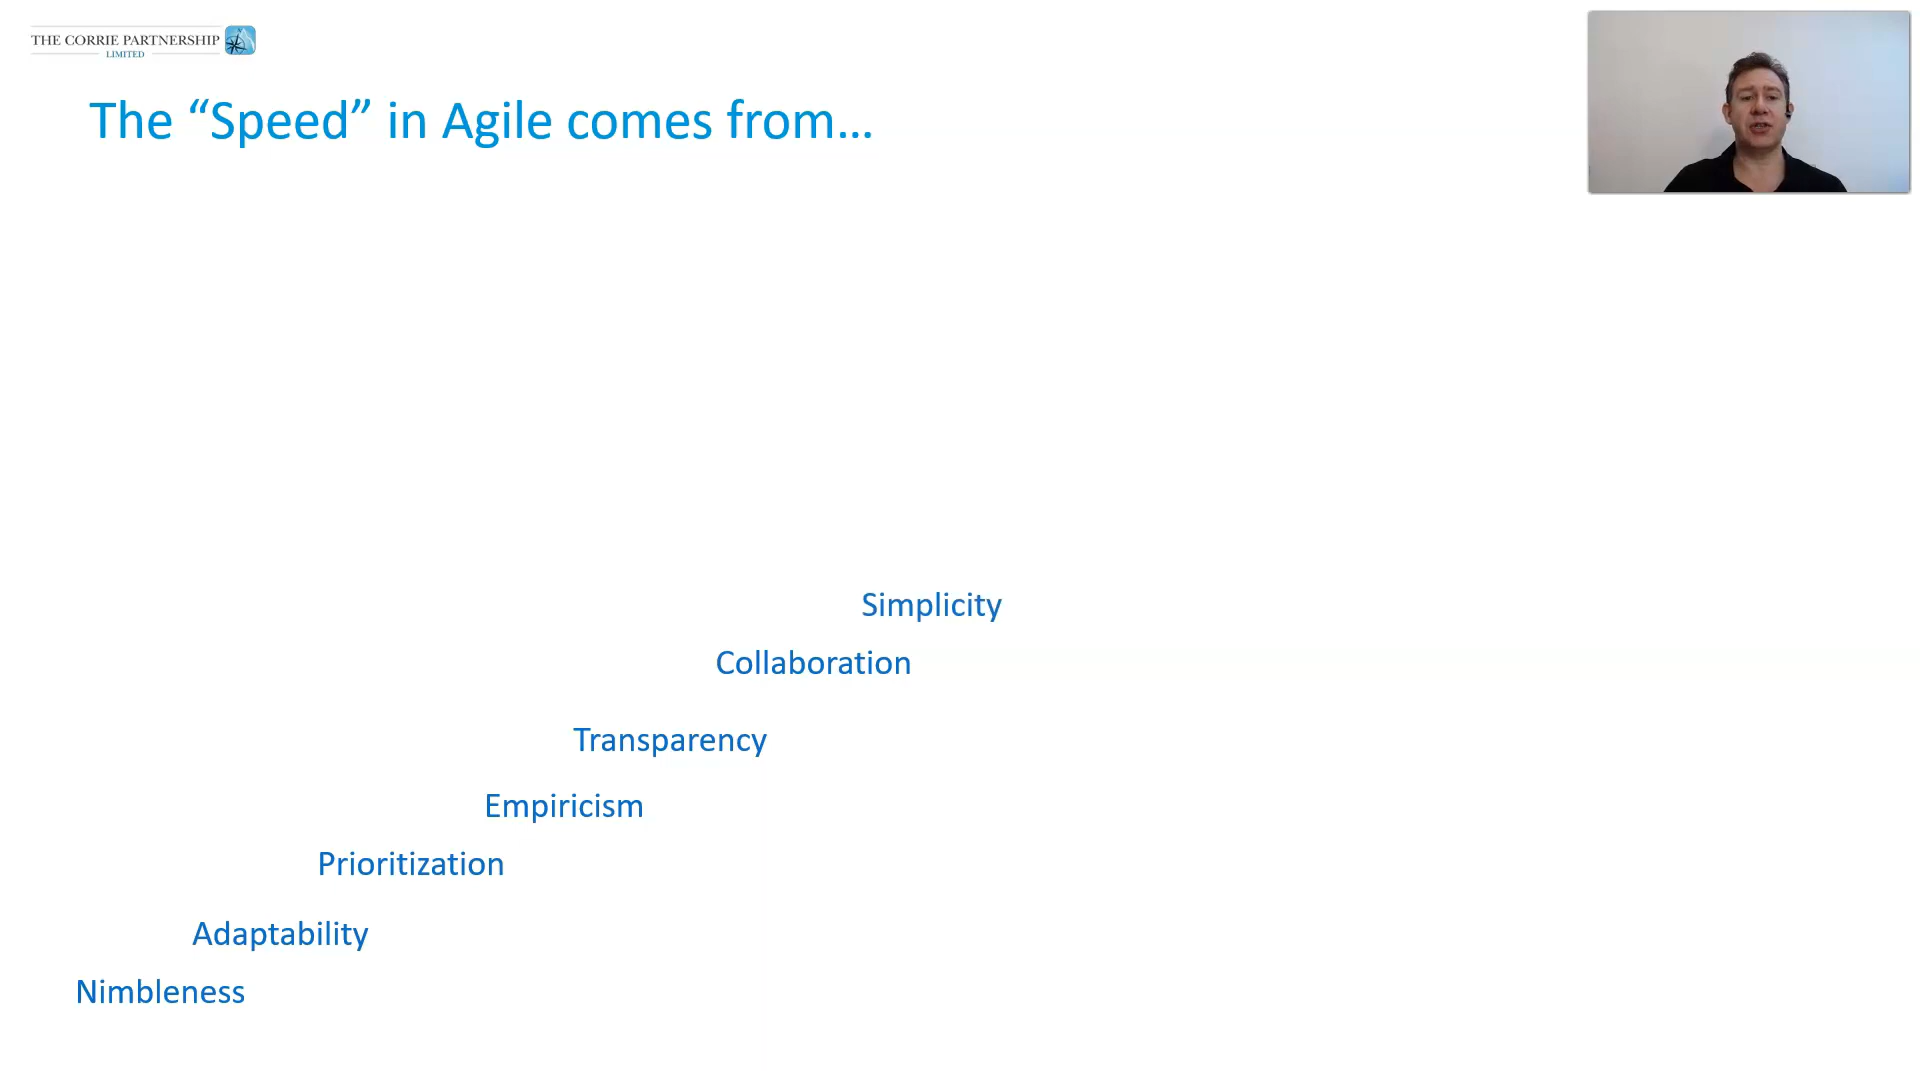 THE CORRIE PARTNERSHIP
LIMITED
The “Speed” in Agile comes from…
Simplicity
Collaboration
Transparency
Empiricism
Prioritization
Adaptability
Nimbleness